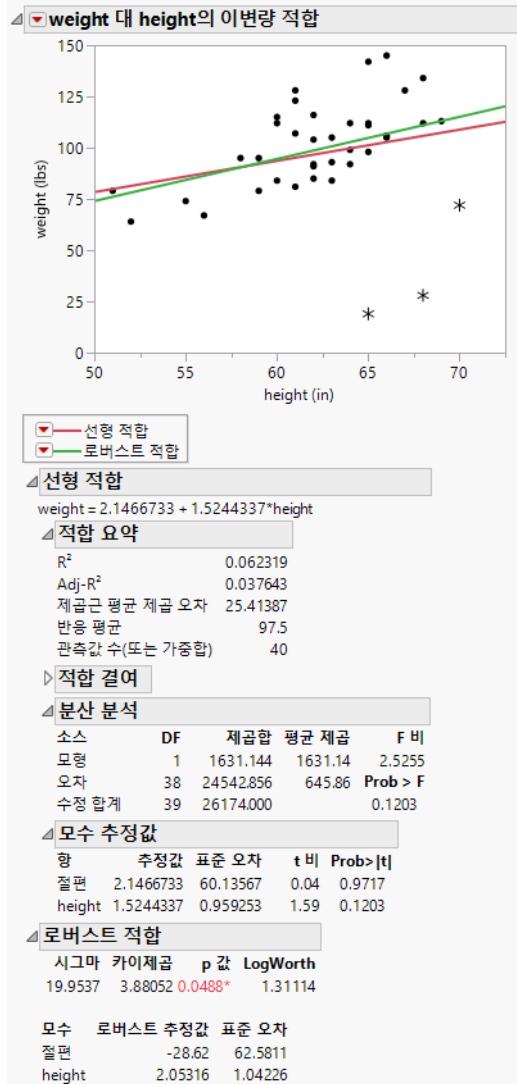 weight 대 height의 이변량 적합
150
125
100
75
50
25
0
weight (lbs)
50 55 60 65 70
height (in)
선형 적합
로버스트 적합
선형 적합
weight = 2.1466733 + 1.5244337*height
적합 요약
R² 0.062319
Adj-R² 0.037643
제곱근 평균 제곱 오차 25.41387
반응 평균 97.5
관측값 수(또는 가중합) 40
적합 결여
분산 분석
소스 DF 제곱합 평균 제곱 F 비
모형 1 1631.144 1631.14 2.5255
오차 38 24542.856 645.86 Prob > F
수정 합계 39 26174.000 0.1203
모수 추정값
항 추정값 표준 오차 t 비 Prob>|t|
절편 2.1466733 60.13567 0.04 0.9717
height 1.5244337 0.959253 1.59 0.1203
로버스트 적합
시그마 카이제곱 p 값 LogWorth
19.9537 3.88052 0.0488* 1.31114
모수 로버스트 추정값 표준 오차
절편 -28.62 62.5811
height 2.05316 1.04226